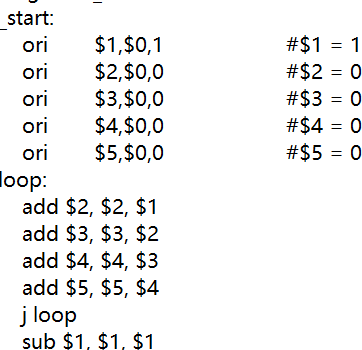 _start:
ori $1,$0,1 #$1 = 1
ori $2,$0,0 #$2 = 0
ori $3,$0,0 #$3 = 0
ori $4,$0,0 #$4 = 0
ori $5,$0,0 #$5 = 0
loop:
add $2, $2, $1
add $3, $3, $2
add $4, $4, $3
add $5, $5, $4
j loop
sub $1, $1, $1